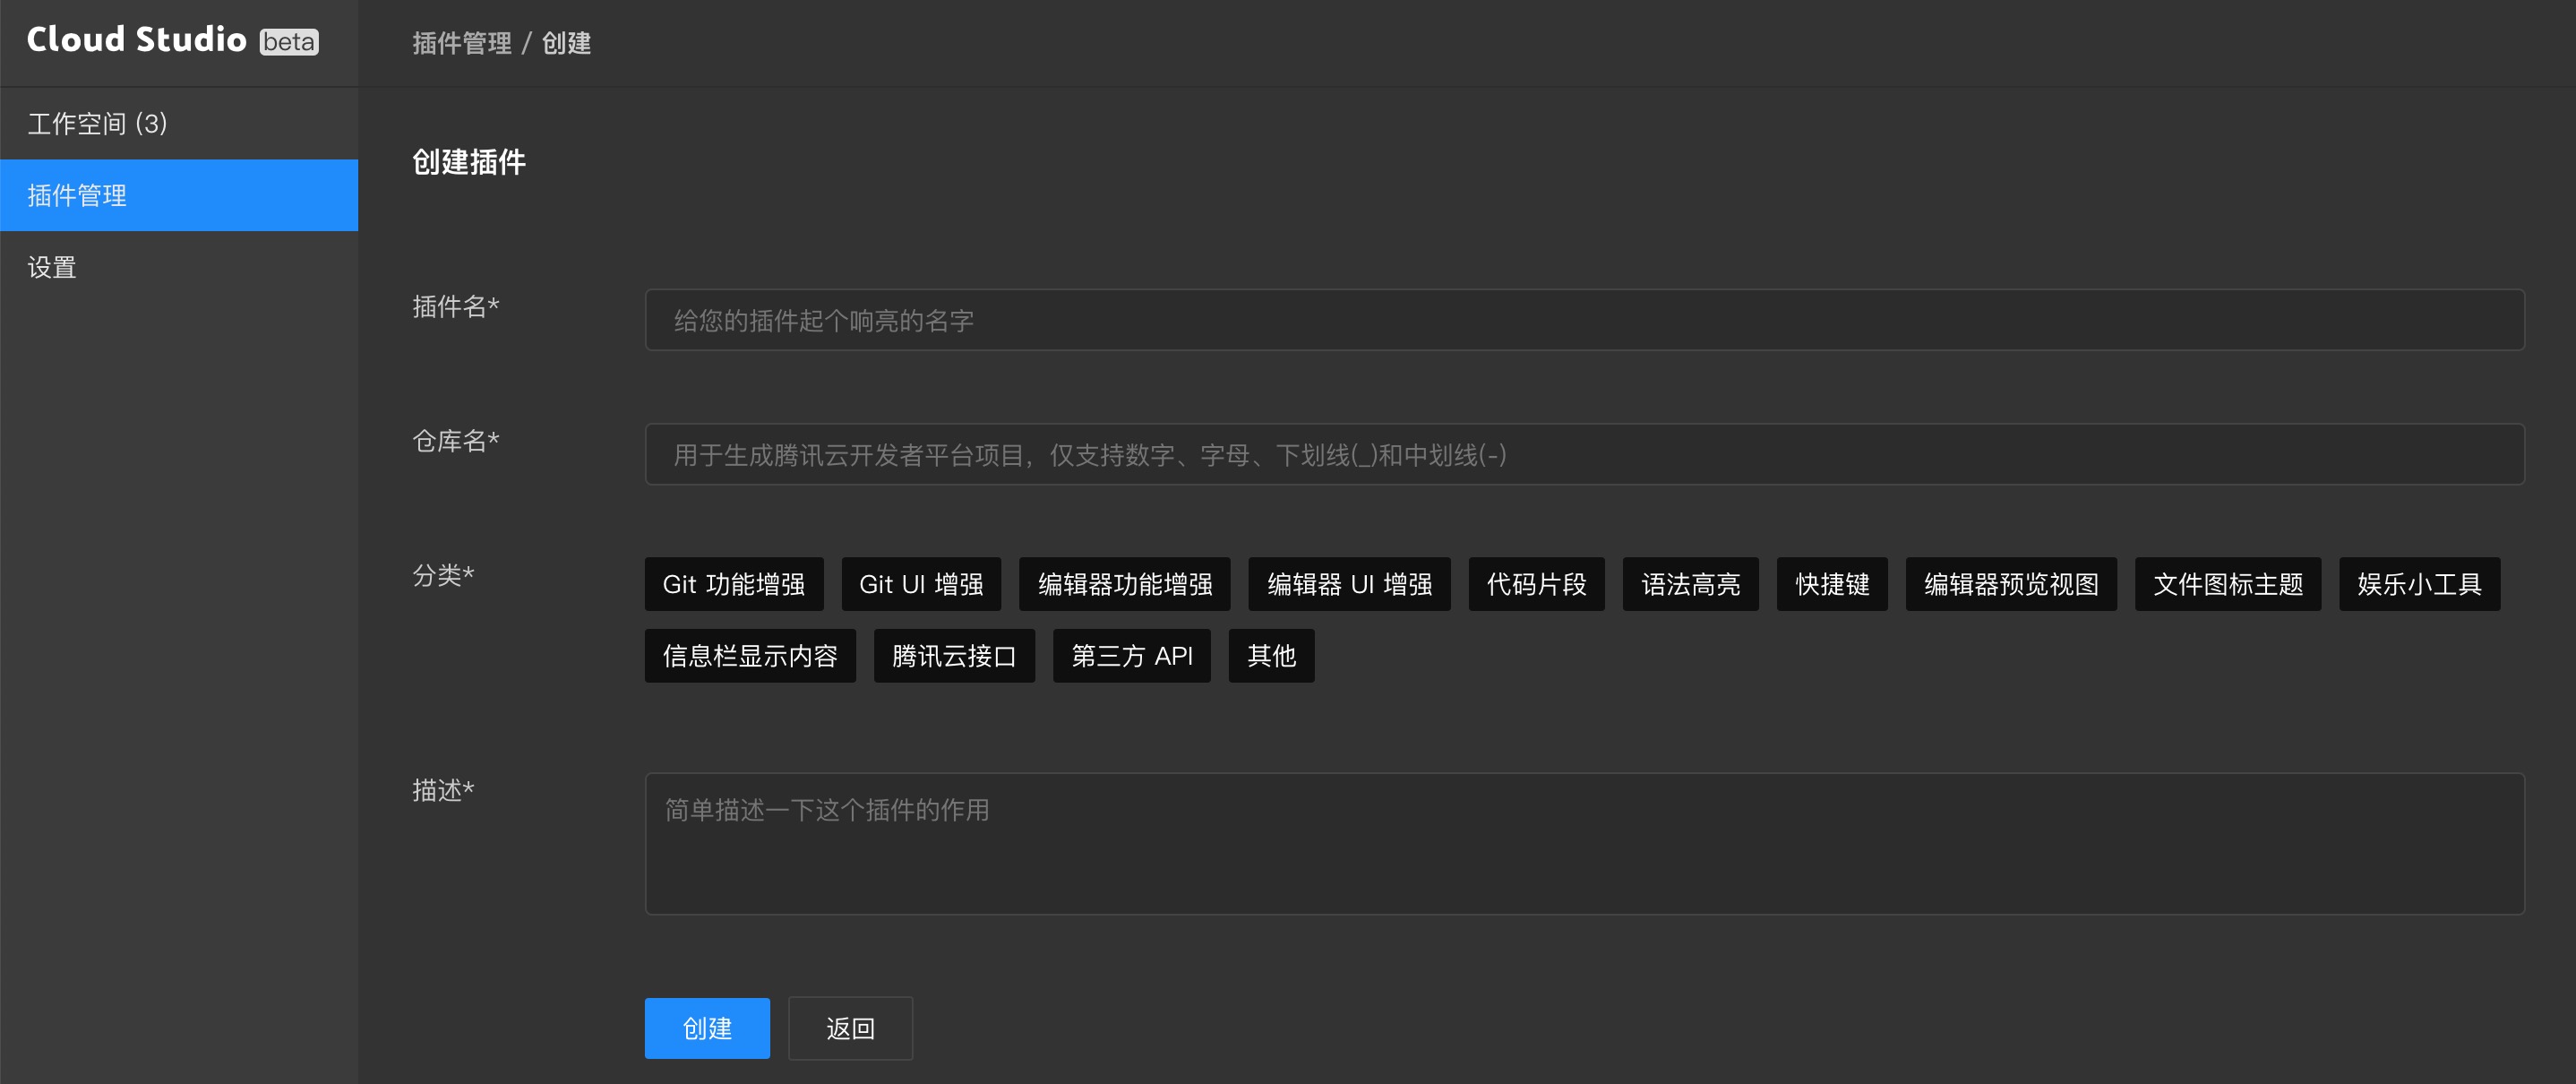 Cloud Studio beta
插件管理 / 创建
工作空间 (3)
插件管理
设置
创建插件
插件名*
给您的插件起个响亮的名字
仓库名*
用于生成腾讯云开发者平台项目，仅支持数字、字母、下划线(_)和中划线(-)
分类*
Git 功能增强 Git UI 增强 编辑器功能增强 编辑器 UI 增强 代码片段 语法高亮 快捷键 编辑器预览视图 文件图标主题 娱乐小工具
信息栏显示内容 腾讯云接口 第三方 API 其他
描述*
简单描述一下这个插件的作用
创建 返回